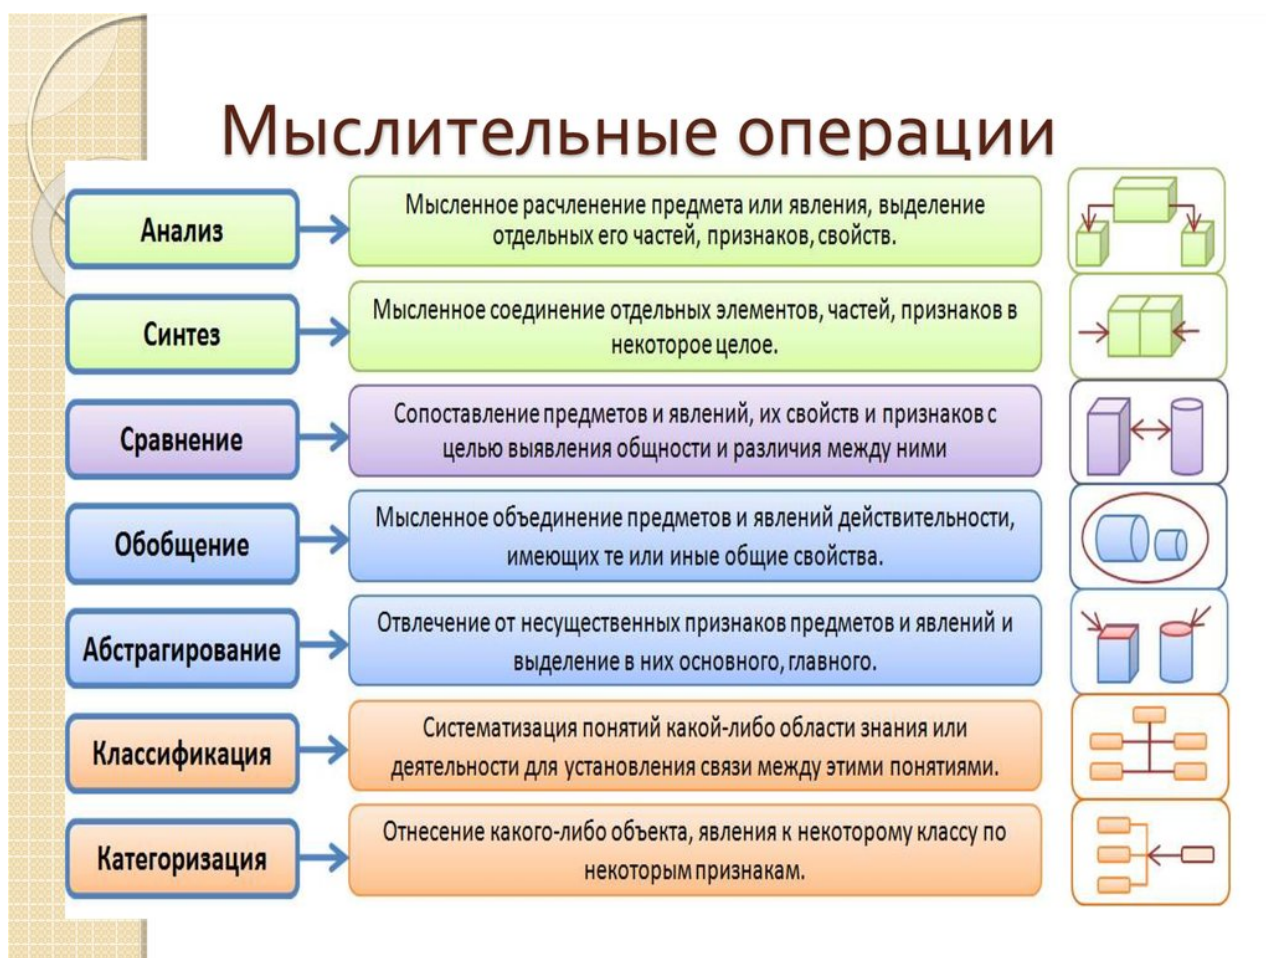 Мыслительные операции
Анализ
Мысленное расчленение предмета или явления, выделение
отдельных его частей, признаков, свойств.
Синтез
Мысленное соединение отдельных элементов, частей, признаков в
некоторое целое.
Сравнение
Сопоставление предметов и явлений, их свойств и признаков с
целью выявления общности и различия между ними
Обобщение
Мысленное объединение предметов и явлений действительности,
имеющих те или иные общие свойства.
Абстрагирование
Отвлечение от несущественных признаков предметов и явлений и
выделение в них основного, главного.
Классификация
Систематизация понятий какой-либо области знания или
деятельности для установления связи между этими понятиями.
Категоризация
Отнесение какого-либо объекта, явления к некоторому классу по
некоторым признакам.